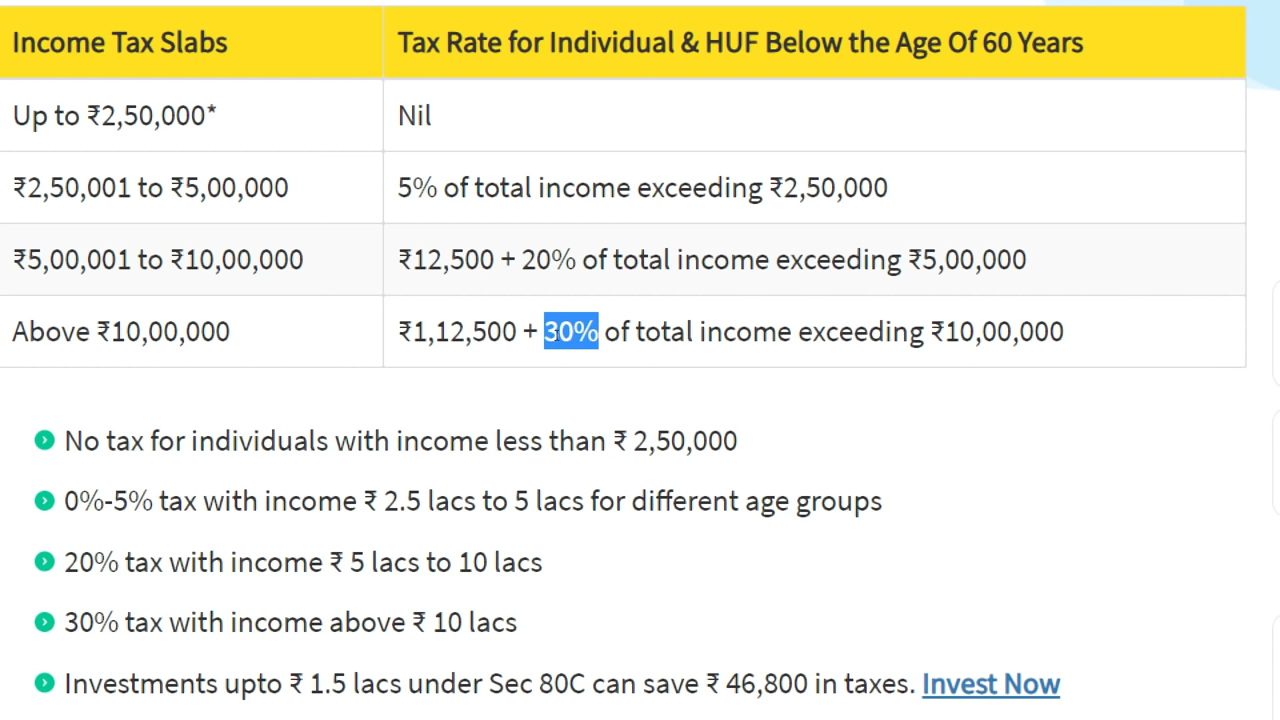 Income Tax Slabs
Tax Rate for Individual & HUF Below the Age Of 60 Years
Up to ₹2,50,000*
Nil
₹2,50,001 to ₹5,00,000
5% of total income exceeding ₹2,50,000
₹5,00,001 to ₹10,00,000
₹12,500 + 20% of total income exceeding ₹5,00,000
Above ₹10,00,000
₹1,12,500 + 30% of total income exceeding ₹10,00,000
No tax for individuals with income less than ₹ 2,50,000
0%-5% tax with income ₹ 2.5 lacs to 5 lacs for different age groups
20% tax with income ₹ 5 lacs to 10 lacs
30% tax with income above ₹ 10 lacs
Investments upto ₹ 1.5 lacs under Sec 80C can save ₹ 46,800 in taxes. Invest Now